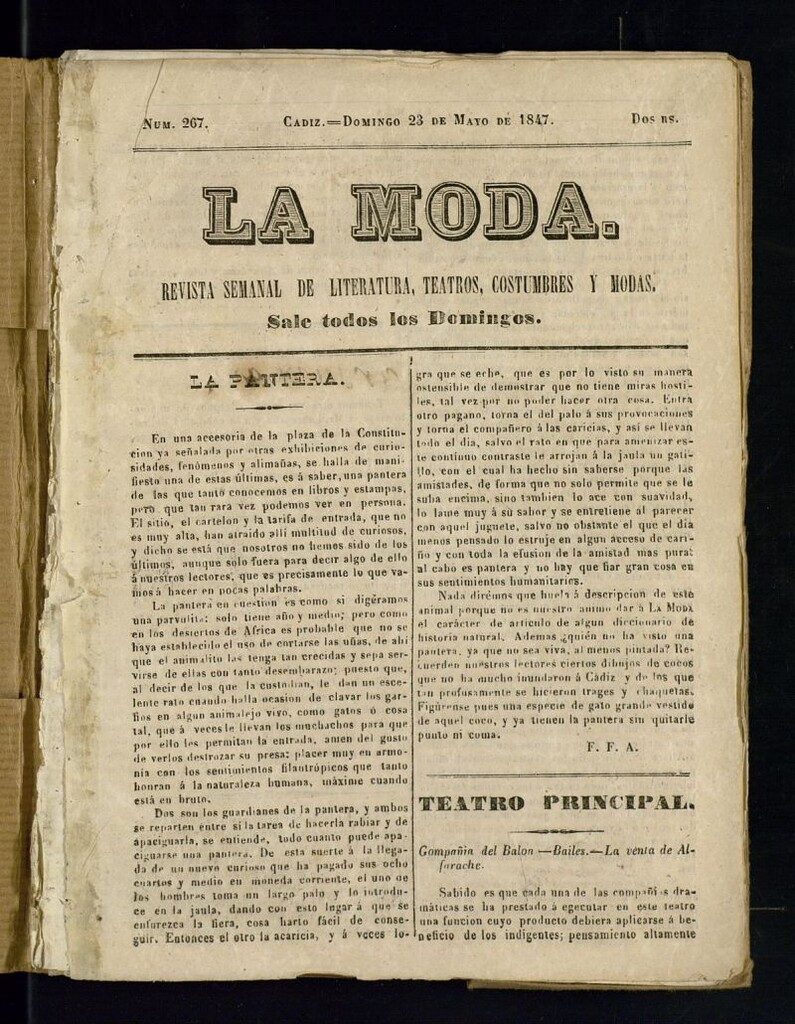 Num. 267.
Cadiz.=Domingo 23 de Mayo de 1847.
Dos rs.
LA MODA.
REVISTA SEMANAL DE LITERATURA, TEATROS, COSTUMBRES Y MODAS.
Sale todos los Domingos.
LA PANTERA.
En una accesoria de la plaza de la Constitu-
cion ya señalada por otras exhibiciones de curio-
sidades, fenómenos y alimañas, se halla de mani-
fiesto una de estas últimas, es á saber, una pantera
de las que tanto conocemos en libros y estampas,
pero que tan rara vez podemos ver en persona.
El sitio, el cartelon y la tarifa de entrada, que no
es muy alta, han atraido allí multitud de curiosos,
y dicho se está que nosotros no hemos sido de los
últimos, aunque solo fuera para decir algo de ello
á nuestros lectores, que es precisamente lo que va-
mos á hacer en pocas palabras.
La pantera en cuestion es como si digéramos
una parvulita: solo tiene año y medio; pero como
en los desiertos de Africa es probable que no se
haya establecido el uso de cortarse las uñas, de ahí
que el animalito las tenga tan crecidas y sepa ser-
virse de ellas con tanto desembarazo; puesto que,
al decir de los que la custodian, le dan un esce-
lente rato cuando halla ocasion de clavar los gar-
fios en algun animalejo vivo, como gatos ó cosa
tal, que á veces le llevan los muchachos para que
por ello les permitan la entrada, amen del gusto
de verlos destrozar su presa; placer muy en armo-
nía con los sentimientos filantrópicos que tanto
honran á la naturaleza humana, máxime cuando
está en bruto.
Dos son los guardianes de la pantera, y ambos
se reparten entre sí la tarea de hacerla rabiar y de
apaciguarla, se entiende, todo cuanto puede apa-
ciguarse una pantera. De esta suerte á la llega-
da de un nuevo curioso que ha pagado sus ocho
cuartos y medio en moneda corriente, el uno de
los hombres toma un largo palo y lo introdu-
ce en la jaula, dando con esto lugar á que se
enfurezca la fiera, cosa harto fácil de conse-
guir. Entonces el otro la acaricia, y á veces lo-
gra que se eche, que es por lo visto su manera
ostensible de demostrar que no tiene miras hosti-
les, tal vez por no poder hacer otra cosa. Entra
otro pagano, torna el del palo á sus provocaciones
y torna el compañero á las caricias, y así se llevan
todo el dia, salvo el rato en que para amenizar es-
te continuo contraste le arrojan á la jaula un gati-
llo, con el cual ha hecho sin saberse porque las
amistades, de forma que no solo permite que se le
suba encima, sino tambien lo ace con suavidad,
lo lame muy á su sabor y se entretiene al parecer
con aquel juguete, salvo no obstante el que el dia
menos pensado lo estruje en algun acceso de cari-
ño y con toda la efusion de la amistad mas pura:
al cabo es pantera y no hay que fiar gran cosa en
sus sentimientos humanitarios.
Nada dirémos que huela á descripcion de este
animal porque no es nuestro animo dar á La Moda
el carácter de artículo de algun diccionario de
historia natural. Ademas ¿quién no ha visto una
pantera, ya que no sea viva, al menos pintada? Re-
cuerden nuestros lectores ciertos dibujos de cocos
que no ha mucho inundaron á Cádiz y de los que
tan profusamente se hicieron trages y chaquetas.
Figúrense pues una especie de gato grande vestido
de aquel coco, y ya tienen la pantera sin quitarle
punto ni coma.
F. F. A.
TEATRO PRINCIPAL.
Compañia del Balon.—Bailes.—La venta de Al-
farache.
Sabido es que cada una de las compañías dra-
máticas se ha prestado á egecutar en este teatro
una funcion cuyo producto debiera aplicarse á be-
neficio de los indigentes; pensamiento altamente